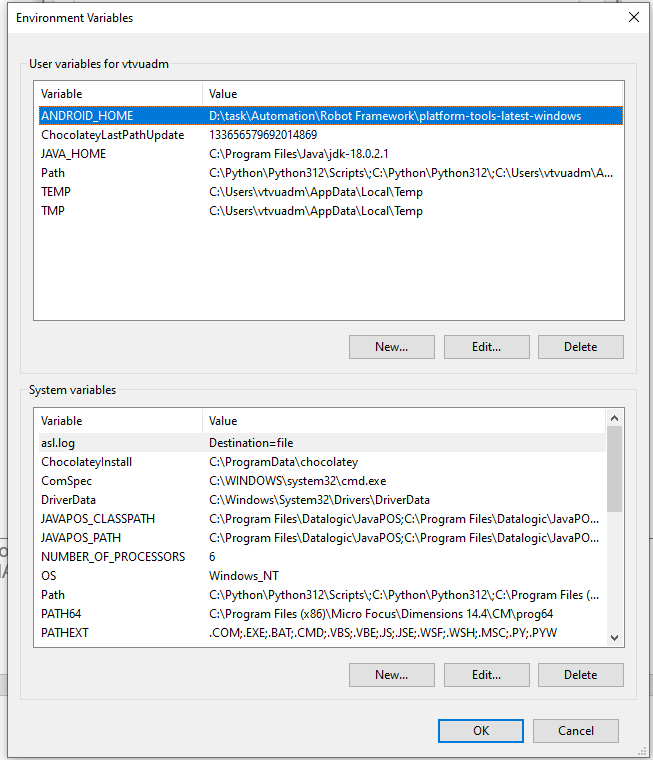 Environment Variables
User variables for vtvuadm
Variable Value
ANDROID_HOME D:\task\Automation\Robot Framework\platform-tools-latest-windows
ChocolateyLastPathUpdate 133656579692014869
JAVA_HOME C:\Program Files\Java\jdk-18.0.2.1
Path C:\Python\Python312\Scripts\;C:\Python\Python312\;C:\Users\vtvuadm\A...
TEMP C:\Users\vtvuadm\AppData\Local\Temp
TMP C:\Users\vtvuadm\AppData\Local\Temp
New... Edit... Delete
System variables
Variable Value
asl.log Destination=file
ChocolateyInstall C:\ProgramData\chocolatey
ComSpec C:\WINDOWS\system32\cmd.exe
DriverData C:\Windows\System32\Drivers\DriverData
JAVAPOS_CLASSPATH C:\Program Files\Datalogic\JavaPOS;C:\Program Files\Datalogic\JavaPO...
JAVAPOS_PATH C:\Program Files\Datalogic\JavaPOS;C:\Program Files\Datalogic\JavaPO...
NUMBER_OF_PROCESSORS 6
OS Windows_NT
Path C:\Python\Python312\Scripts\;C:\Python\Python312\;C:\Program Files (...
PATH64 C:\Program Files (x86)\Micro Focus\Dimensions 14.4\CM\prog64
PATHEXT .COM;.EXE;.BAT;.CMD;.VBS;.VBE;.JS;.JSE;.WSF;.WSH;.MSC;.PY;.PYW
New... Edit... Delete
OK Cancel